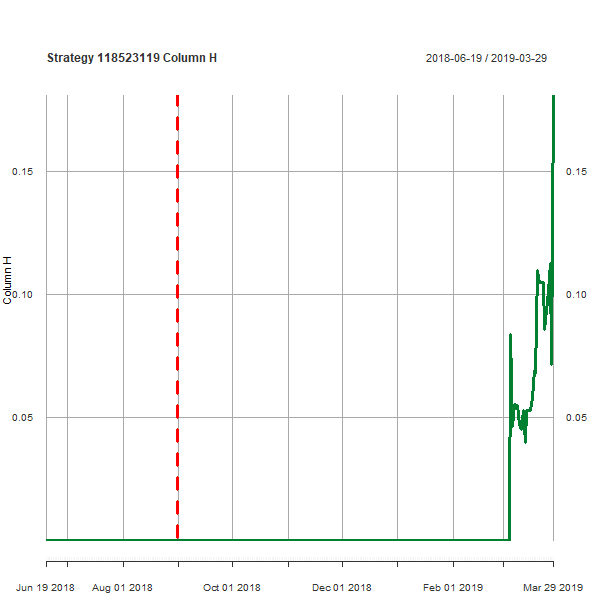 Strategy 118523119 Column H
2018-06-19 / 2019-03-29
Column H
0.15
0.15
0.10
0.10
0.05
0.05
Jun 19 2018
Aug 01 2018
Oct 01 2018
Dec 01 2018
Feb 01 2019
Mar 29 2019